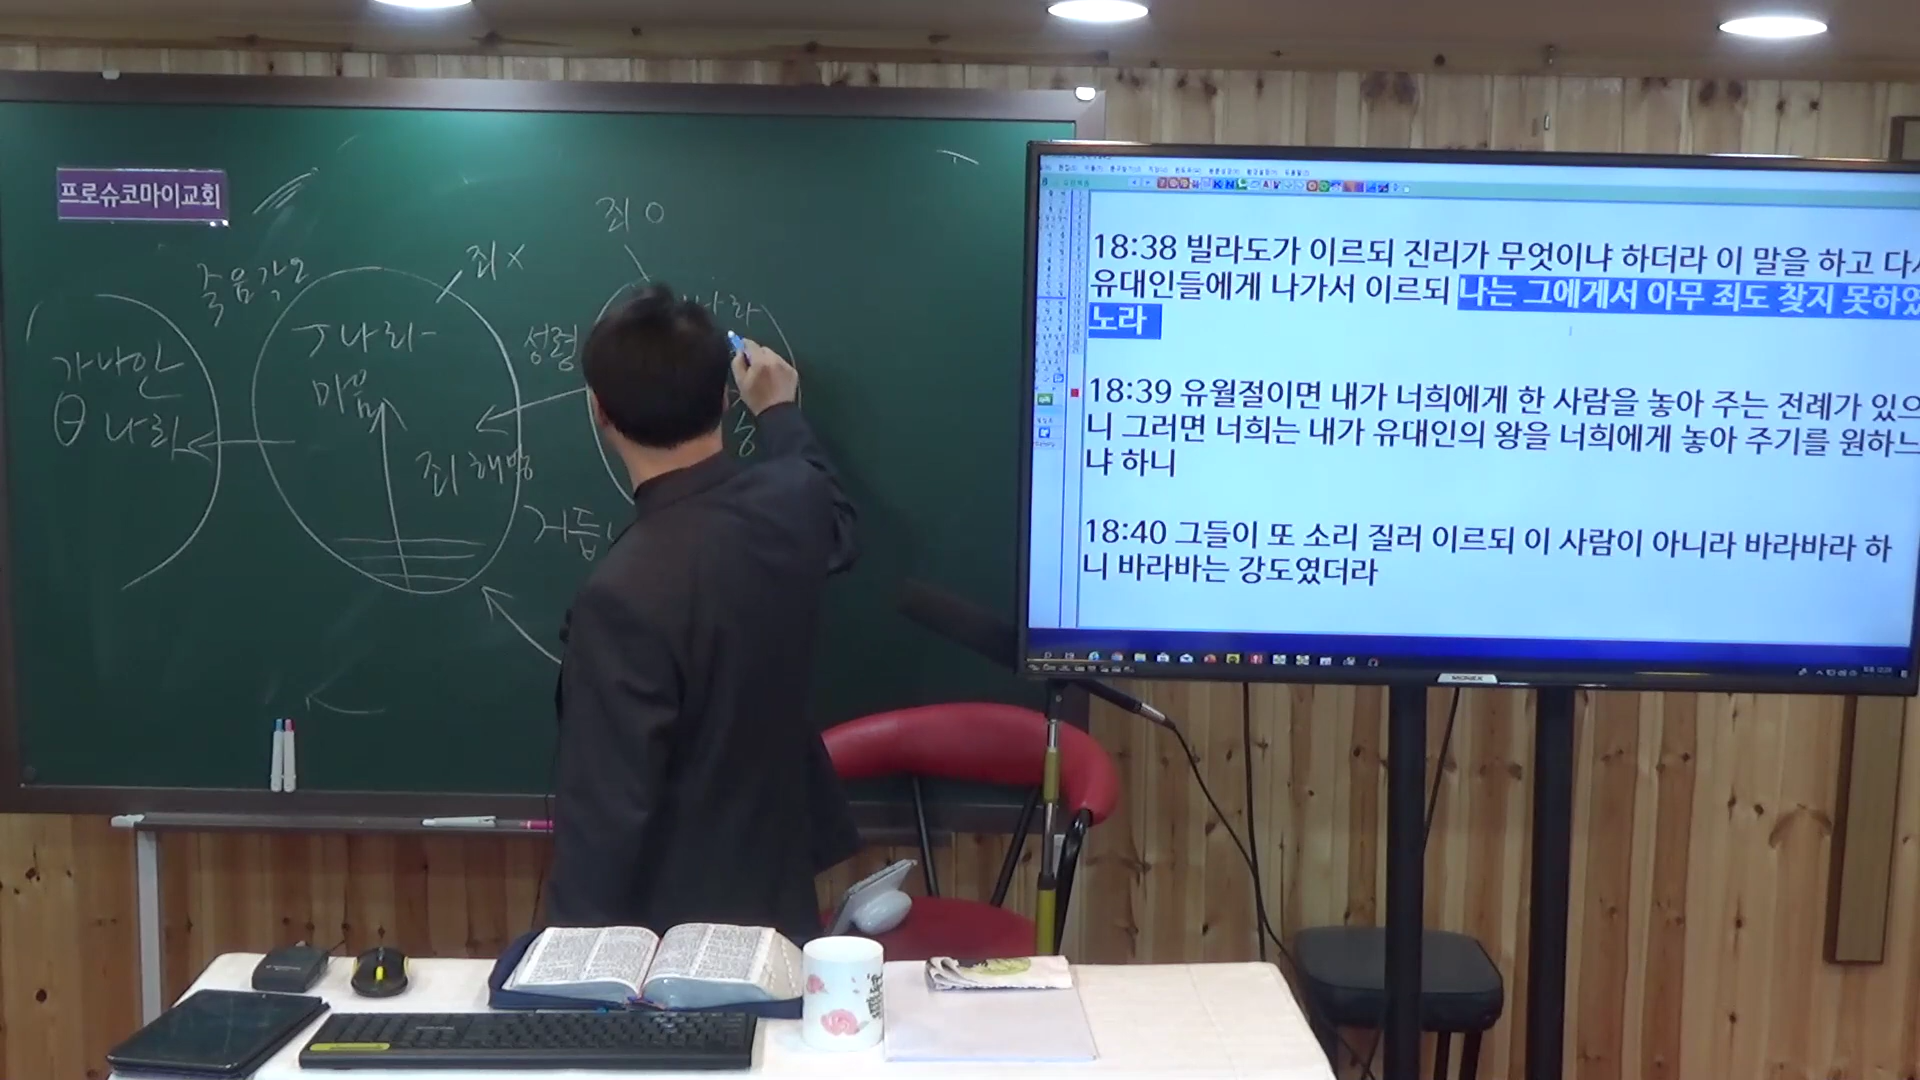 프로슈코마이교회
죄 O
죄 X
죽음각오
가나안
나라
나라
마음
성령
죄 해방
18:38 빌라도가 이르되 진리가 무엇이냐 하더라 이 말을 하고 다시
유대인들에게 나가서 이르되 나는 그에게서 아무 죄도 찾지 못하였
노라
18:39 유월절이면 내가 너희에게 한 사람을 놓아 주는 전례가 있으
니 그러면 너희는 내가 유대인의 왕을 너희에게 놓아 주기를 원하느
냐 하니
18:40 그들이 또 소리 질러 이르되 이 사람이 아니라 바라바라 하
니 바라바는 강도였더라